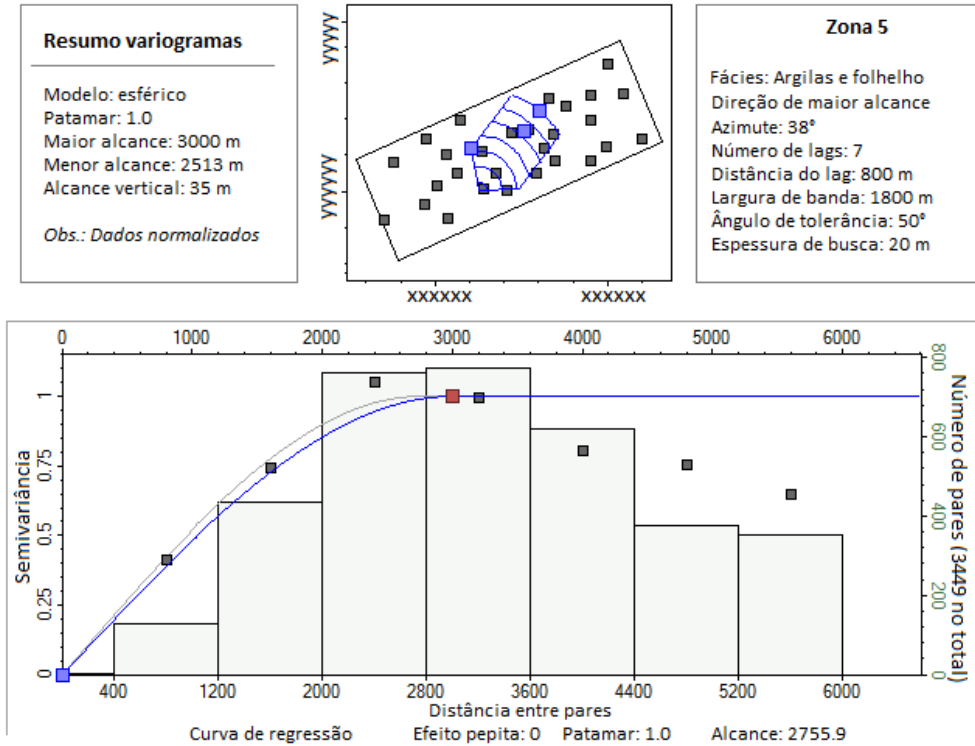 Resumo variogramas
Modelo: esférico
Patamar: 1.0
Maior alcance: 3000 m
Menor alcance: 2513 m
Alcance vertical: 35 m
Obs.: Dados normalizados
yyyyy
yyyyyy
xxxxxx xxxxxx
Zona 5
Fácies: Argilas e folhelho
Direção de maior alcance
Azimute: 38°
Número de lags: 7
Distância do lag: 800 m
Largura de banda: 1800 m
Ângulo de tolerância: 50°
Espessura de busca: 20 m
0 1000 2000 3000 4000 5000 6000
Semivariância
1
0.75
0.5
0.25
0
800
600
400
200
0
Número de pares (3449 no total)
400 1200 2000 2800 3600 4400 5200 6000
Distância entre pares
Curva de regressão Efeito pepita: 0 Patamar: 1.0 Alcance: 2755.9